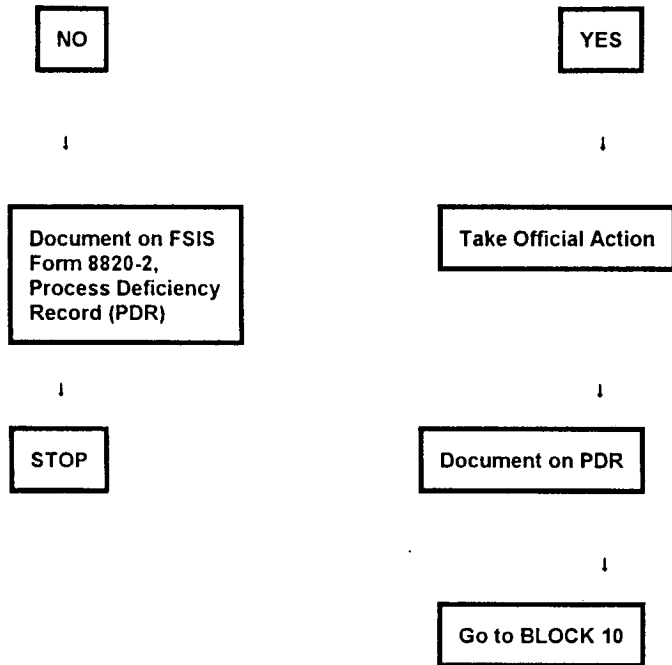 NO
YES
↓
↓
Document on FSIS
Form 8820-2,
Process Deficiency
Record (PDR)
Take Official Action
↓
↓
STOP
Document on PDR
↓
Go to BLOCK 10